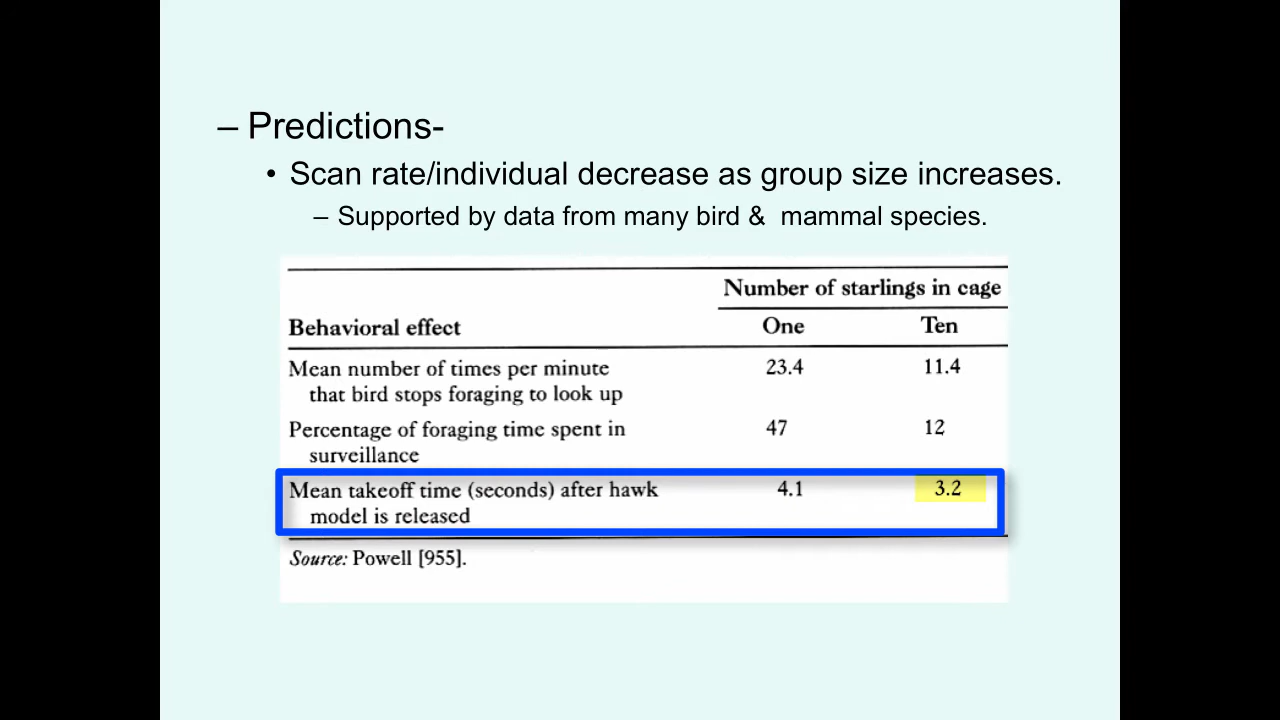 – Predictions-
• Scan rate/individual decrease as group size increases.
– Supported by data from many bird & mammal species.
Number of starlings in cage
Behavioral effect One Ten
Mean number of times per minute 23.4 11.4
that bird stops foraging to look up
Percentage of foraging time spent in 47 12
surveillance
Mean takeoff time (seconds) after hawk 4.1 3.2
model is released
Source: Powell [955].